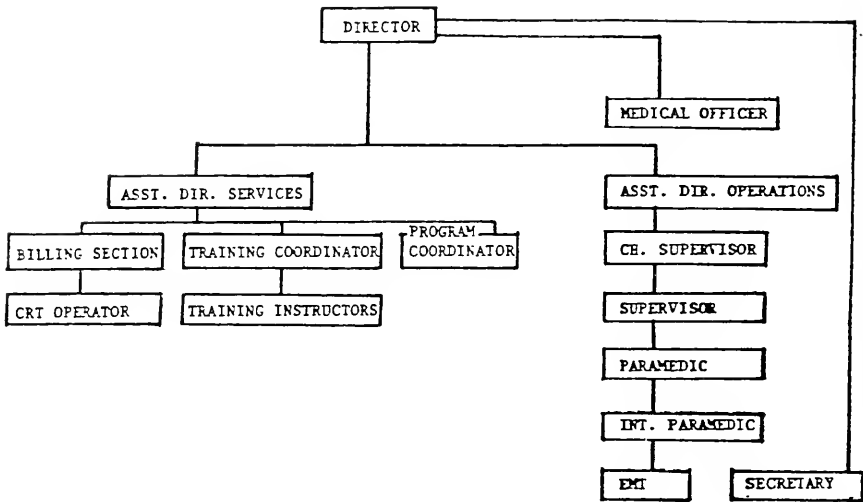 DIRECTOR
MEDICAL OFFICER
ASST. DIR. SERVICES
ASST. DIR. OPERATIONS
BILLING SECTION
TRAINING COORDINATOR
PROGRAM
COORDINATOR
CH. SUPERVISOR
CRT OPERATOR
TRAINING INSTRUCTORS
SUPERVISOR
PARAMEDIC
INT. PARAMEDIC
EMT
SECRETARY